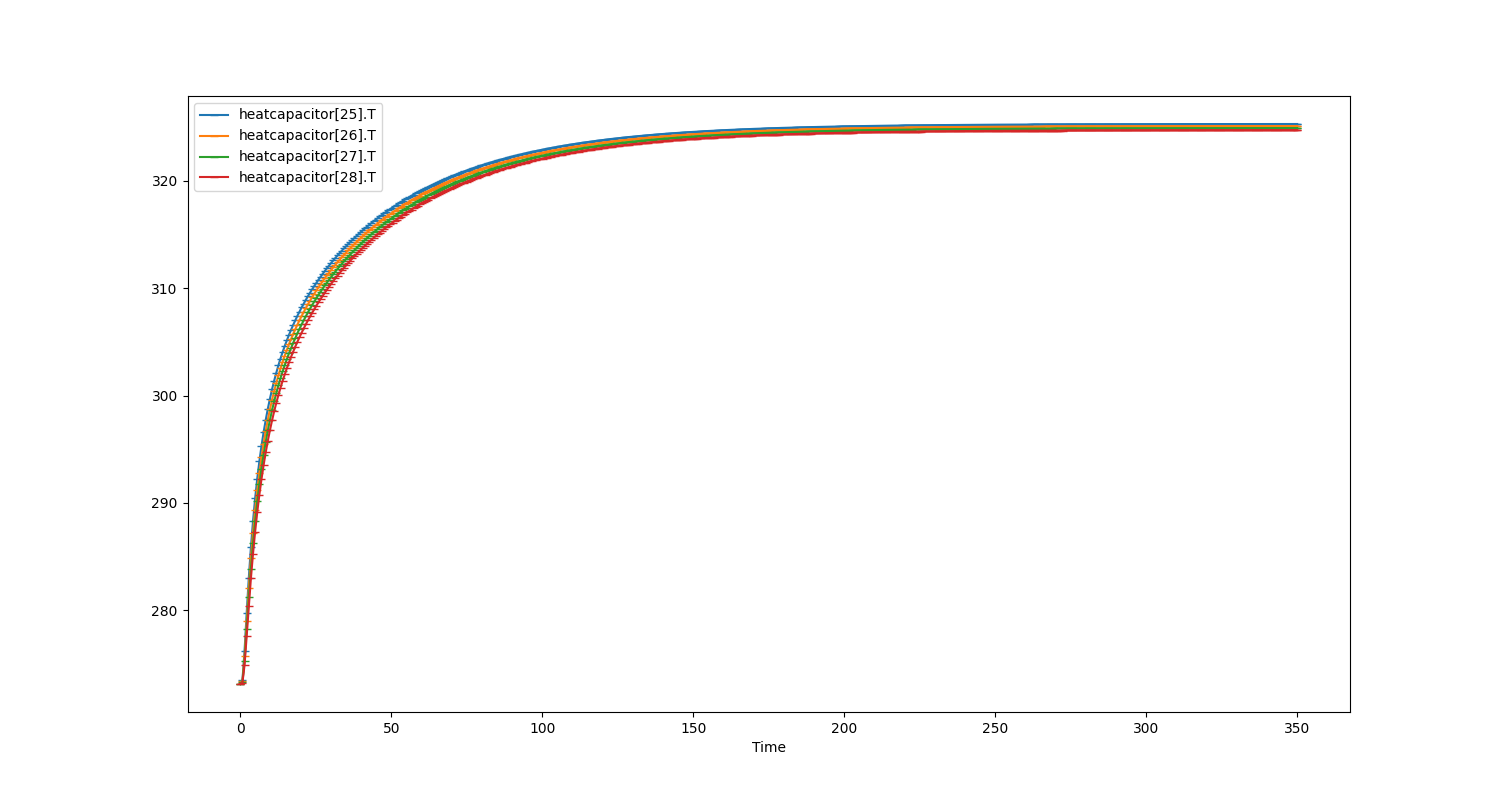 heatcapacitor[25].T
heatcapacitor[26].T
heatcapacitor[27].T
heatcapacitor[28].T
320
310
300
290
280
0 50 100 150 200 250 300 350
Time